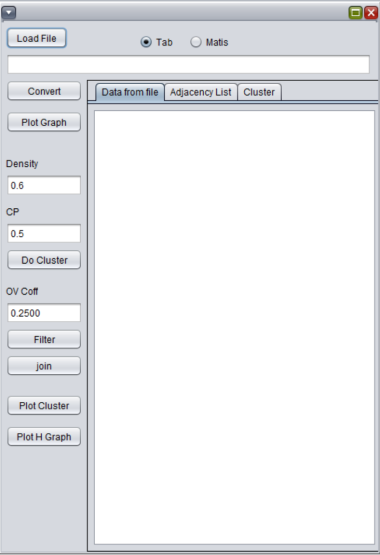 Load File
Tab Matis
Convert
Data from file Adjacency List Cluster
Plot Graph
Density
0.6
CP
0.5
Do Cluster
OV Coff
0.2500
Filter
join
Plot Cluster
Plot H Graph